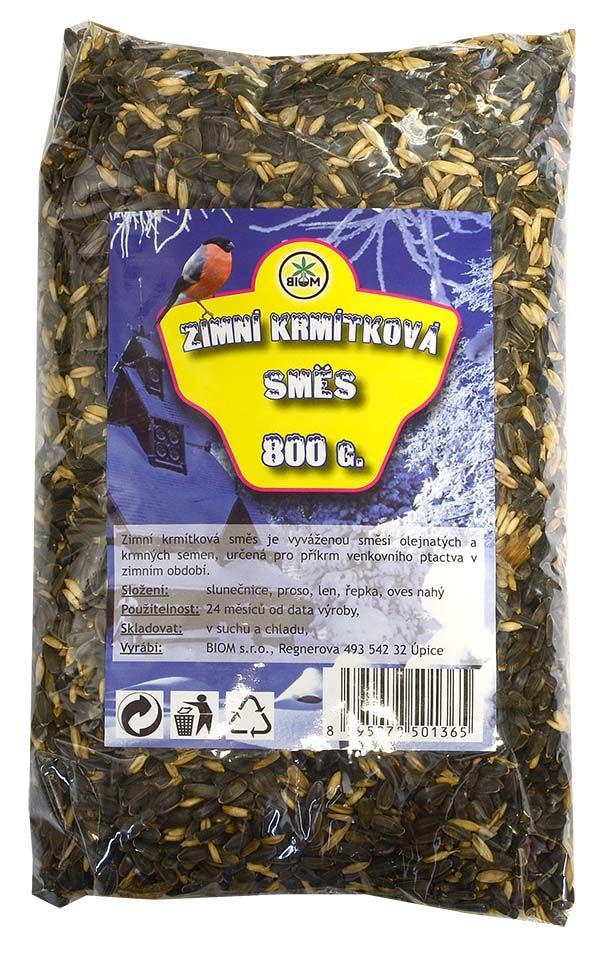 BIOM
ZIMNÍ KRMÍTKOVÁ
SMĚS
800 G.
Zimní krmítková směs je vyváženou směsí olejnatých a
krmných semen, určená pro příkrm venkovního ptactva v
zimním období.
Složení: slunečnice, proso, len, řepka, oves nahý
Použitelnost: 24 měsíců od data výroby,
Skladovat: v suchu a chladu,
Vyrábí: BIOM s.r.o., Regnerova 493 542 32 Úpice
501365